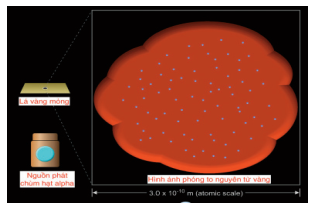 Lá vàng mỏng
Nguồn phát
chùm hạt alpha
Hình ảnh phóng to nguyên tử vàng
3.0 x 10⁻¹⁰ m (atomic scale)